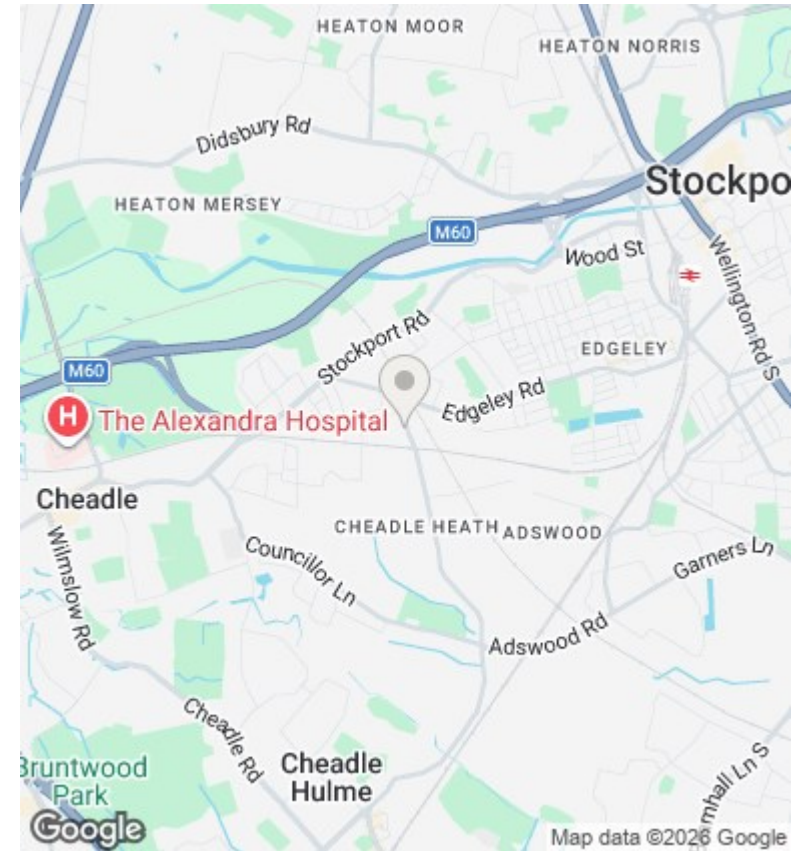 HEATON MOOR
HEATON NORRIS
Didsbury Rd
Stockpo
HEATON MERSEY
M60
Wood St
Wellington Rd S
Stockport Rd
EDGELEY
M60
Edgeley Rd
H
The Alexandra Hospital
Cheadle
CHEADLE HEATH
ADSWOOD
Councillor Ln
Garners Ln
Wilmslow Rd
Adswood Rd
Cheadle Rd
Bruntwood
Park
Cheadle
Hulme
mhall Ln S
Google
Map data ©2026 Google